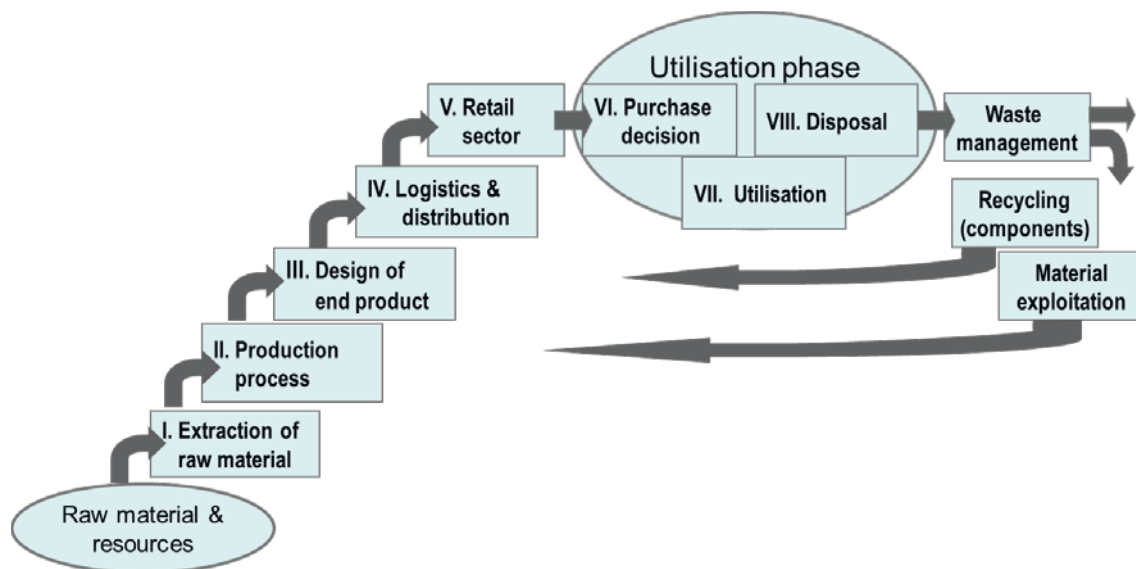 Utilisation phase
V. Retail
sector
VI. Purchase
decision
VIII. Disposal
Waste
management
IV. Logistics &
distribution
VII. Utilisation
Recycling
(components)
III. Design of
end product
Material
exploitation
II. Production
process
I. Extraction of
raw material
Raw material &
resources